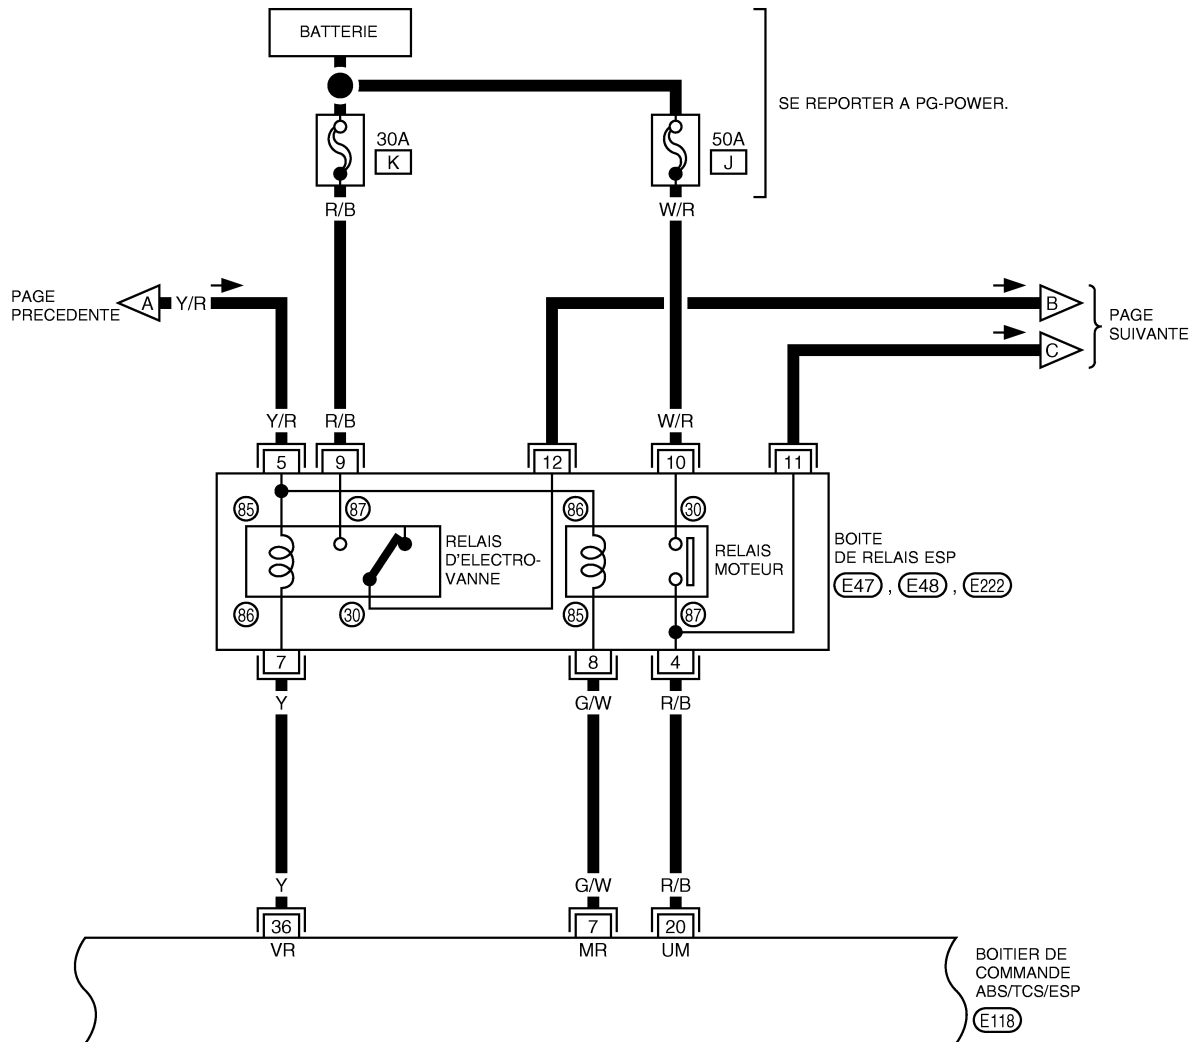 BATTERIE
SE REPORTER A PG-POWER.
30A
K
50A
J
R/B
W/R
PAGE
PRECEDENTE
A
Y/R
B
C
PAGE
SUIVANTE
Y/R
R/B
W/R
5
9
12
10
11
85
87
86
30
RELAIS
D'ELECTRO-
VANNE
RELAIS
MOTEUR
BOITE
DE RELAIS ESP
E47 , E48 , E222
86
30
85
87
7
8
4
Y
G/W
R/B
Y
G/W
R/B
36
7
20
VR
MR
UM
BOITIER DE
COMMANDE
ABS/TCS/ESP
E118